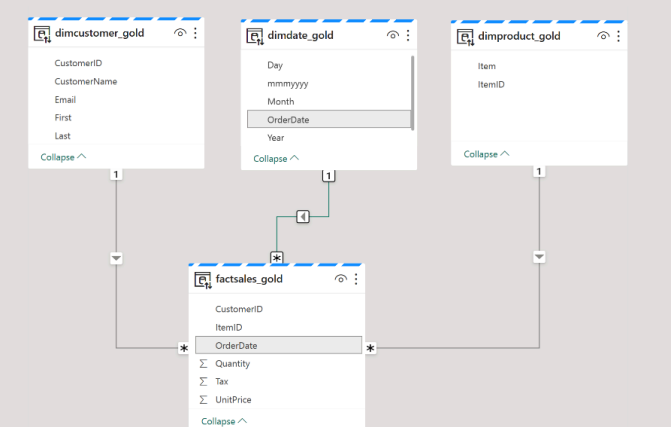 dimcustomer_gold
CustomerID
CustomerName
Email
First
Last
Collapse
1
dimdate_gold
Day
mmmyyyy
Month
OrderDate
Year
Collapse
1
dimproduct_gold
Item
ItemID
Collapse
1
*
factsales_gold
CustomerID
ItemID
OrderDate
Σ Quantity
Σ Tax
Σ UnitPrice
Collapse
*
*